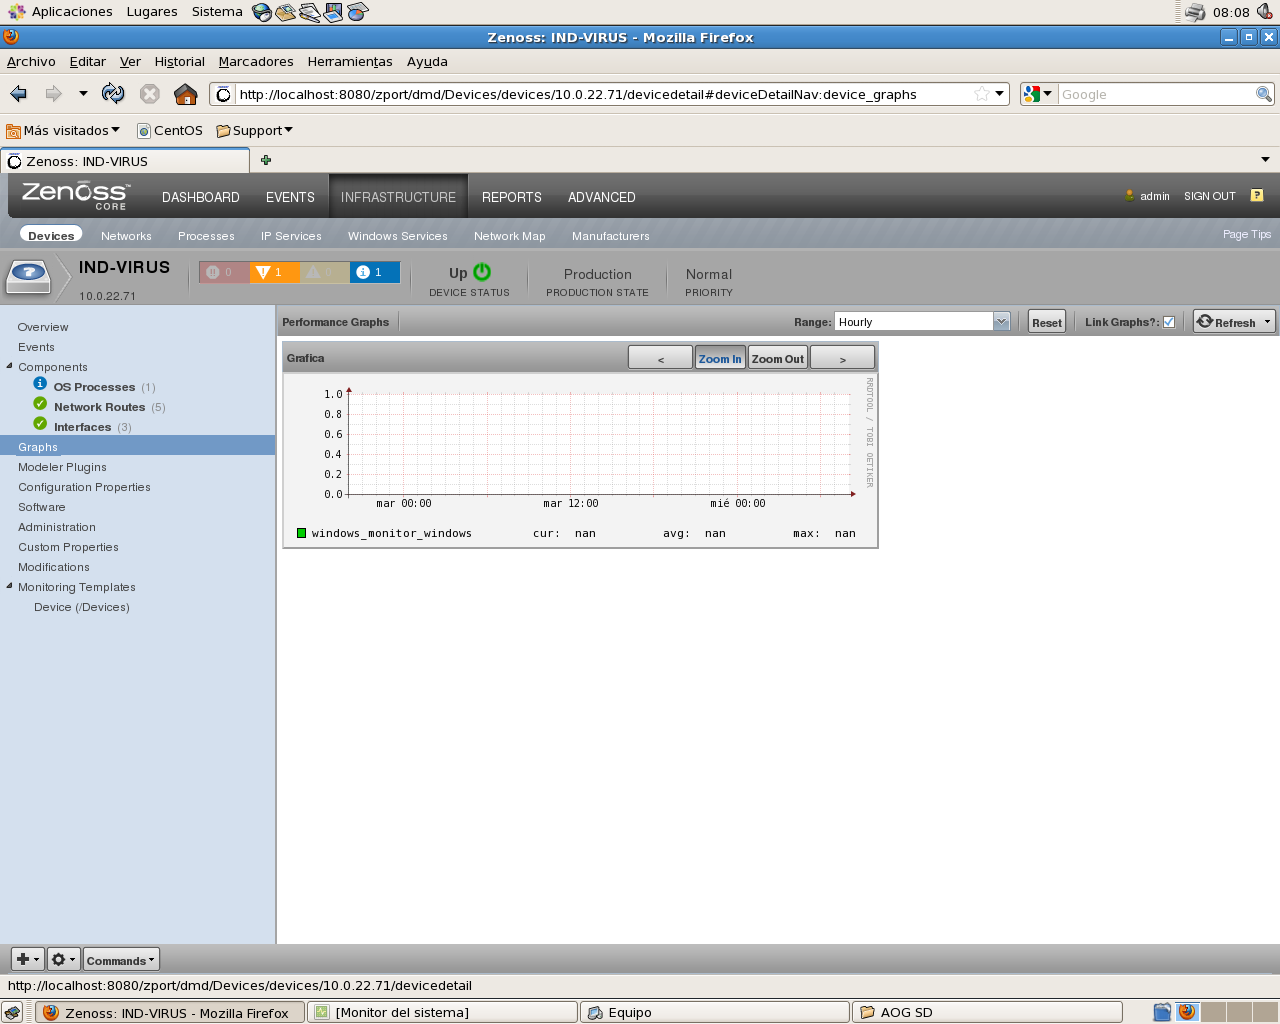 Aplicaciones Lugares Sistema 08:08
Zenoss: IND-VIRUS - Mozilla Firefox
Archivo Editar Ver Historial Marcadores Herramientas Ayuda
http://localhost:8080/zport/dmd/Devices/devices/10.0.22.71/devicedetail#deviceDetailNav:device_graphs Google
Más visitados CentOS Support
Zenoss: IND-VIRUS
Zenoss CORE DASHBOARD EVENTS INFRASTRUCTURE REPORTS ADVANCED admin SIGN OUT ?
Devices Networks Processes IP Services Windows Services Network Map Manufacturers Page Tips
IND-VIRUS 0 1 0 1 Up Production Normal
10.0.22.71 DEVICE STATUS PRODUCTION STATE PRIORITY
Overview
Events
Components
OS Processes (1)
Network Routes (5)
Interfaces (3)
Graphs
Modeler Plugins
Configuration Properties
Software
Administration
Custom Properties
Modifications
Monitoring Templates
Device (/Devices)
Performance Graphs Range: Hourly Reset Link Graphs?: Refresh
Grafica < Zoom In Zoom Out >
1.0
0.8
0.6
0.4
0.2
0.0
mar 00:00 mar 12:00 mié 00:00
RRDTOOL / TOBI OETIKER
windows_monitor_windows cur: nan avg: nan max: nan
Commands
http://localhost:8080/zport/dmd/Devices/devices/10.0.22.71/devicedetail
Zenoss: IND-VIRUS - Mozilla Firefox [Monitor del sistema] Equipo AOG SD